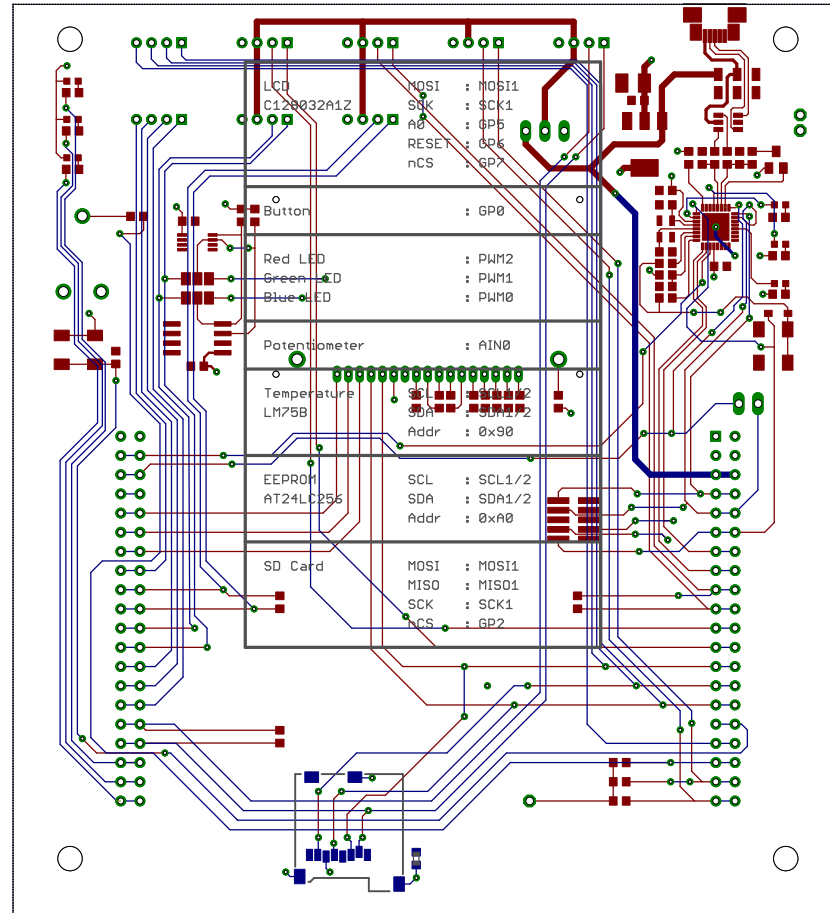 LCD MOSI : MOSI1
C128032A1Z SCK : SCK1
A0 : GP5
RESET : GP6
nCS : GP7
Button : GP0
Red LED : PWM2
Green LED : PWM1
Blue LED : PWM0
Potentiometer : AIN0
Temperature SCL : SCL1/2
LM75B SDA : SDA1/2
Addr : 0x90
EEPROM SCL : SCL1/2
AT24LC256 SDA : SDA1/2
Addr : 0xA0
SD Card MOSI : MOSI1
MISO : MISO1
SCK : SCK1
nCS : GP2